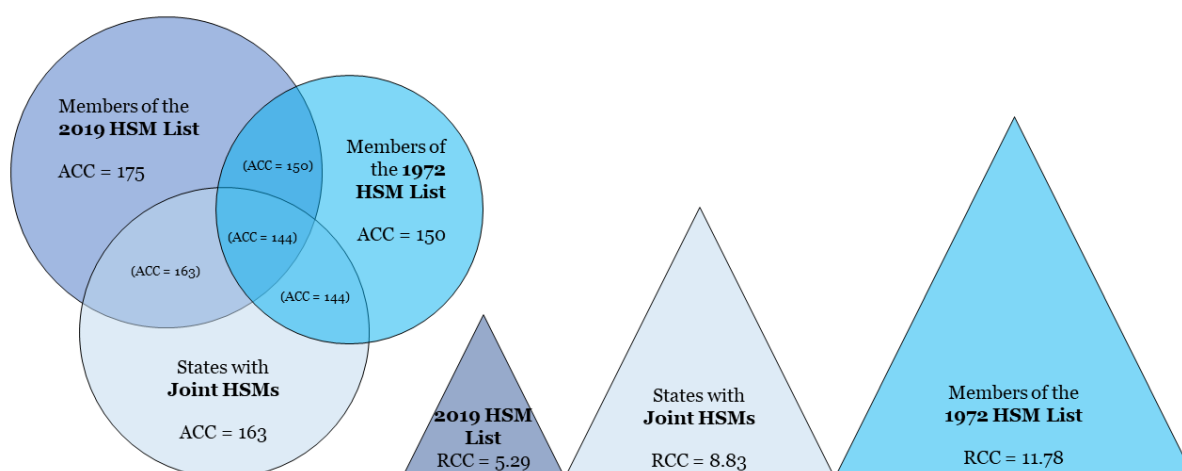 Members of the
2019 HSM List
ACC = 175
(ACC = 150)
Members of
the 1972
HSM List
ACC = 150
(ACC = 144)
(ACC = 163)
(ACC = 144)
States with
Joint HSMs
ACC = 163
2019 HSM
List
RCC = 5.29
States with
Joint HSMs
RCC = 8.83
Members of the
1972 HSM List
RCC = 11.78